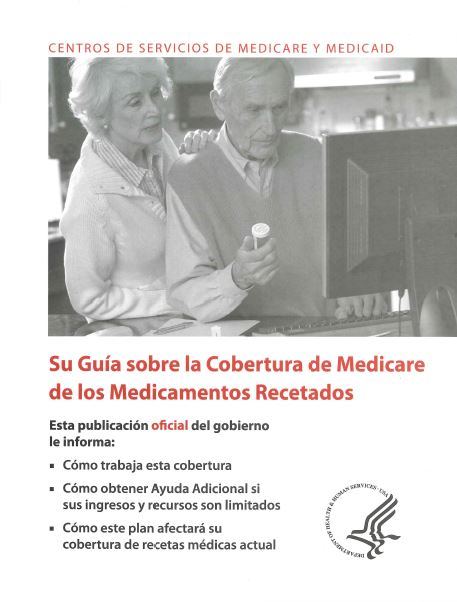 CENTROS DE SERVICIOS DE MEDICARE Y MEDICAID
Su Guía sobre la Cobertura de Medicare
de los Medicamentos Recetados
Esta publicación oficial del gobierno
le informa:
▪ Cómo trabaja esta cobertura
▪ Cómo obtener Ayuda Adicional si
sus ingresos y recursos son limitados
▪ Cómo este plan afectará su
cobertura de recetas médicas actual
DEPARTMENT OF HEALTH & HUMAN SERVICES • USA